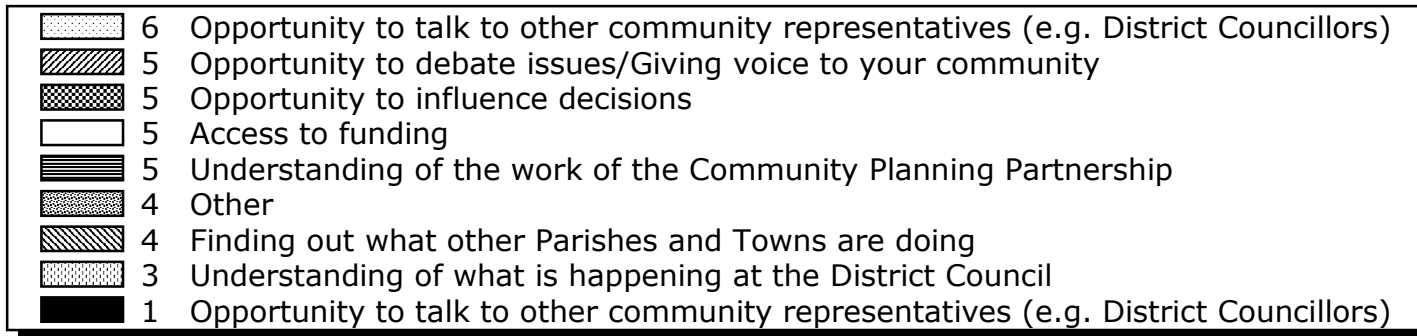 6 Opportunity to talk to other community representatives (e.g. District Councillors)
5 Opportunity to debate issues/Giving voice to your community
5 Opportunity to influence decisions
5 Access to funding
5 Understanding of the work of the Community Planning Partnership
4 Other
4 Finding out what other Parishes and Towns are doing
3 Understanding of what is happening at the District Council
1 Opportunity to talk to other community representatives (e.g. District Councillors)